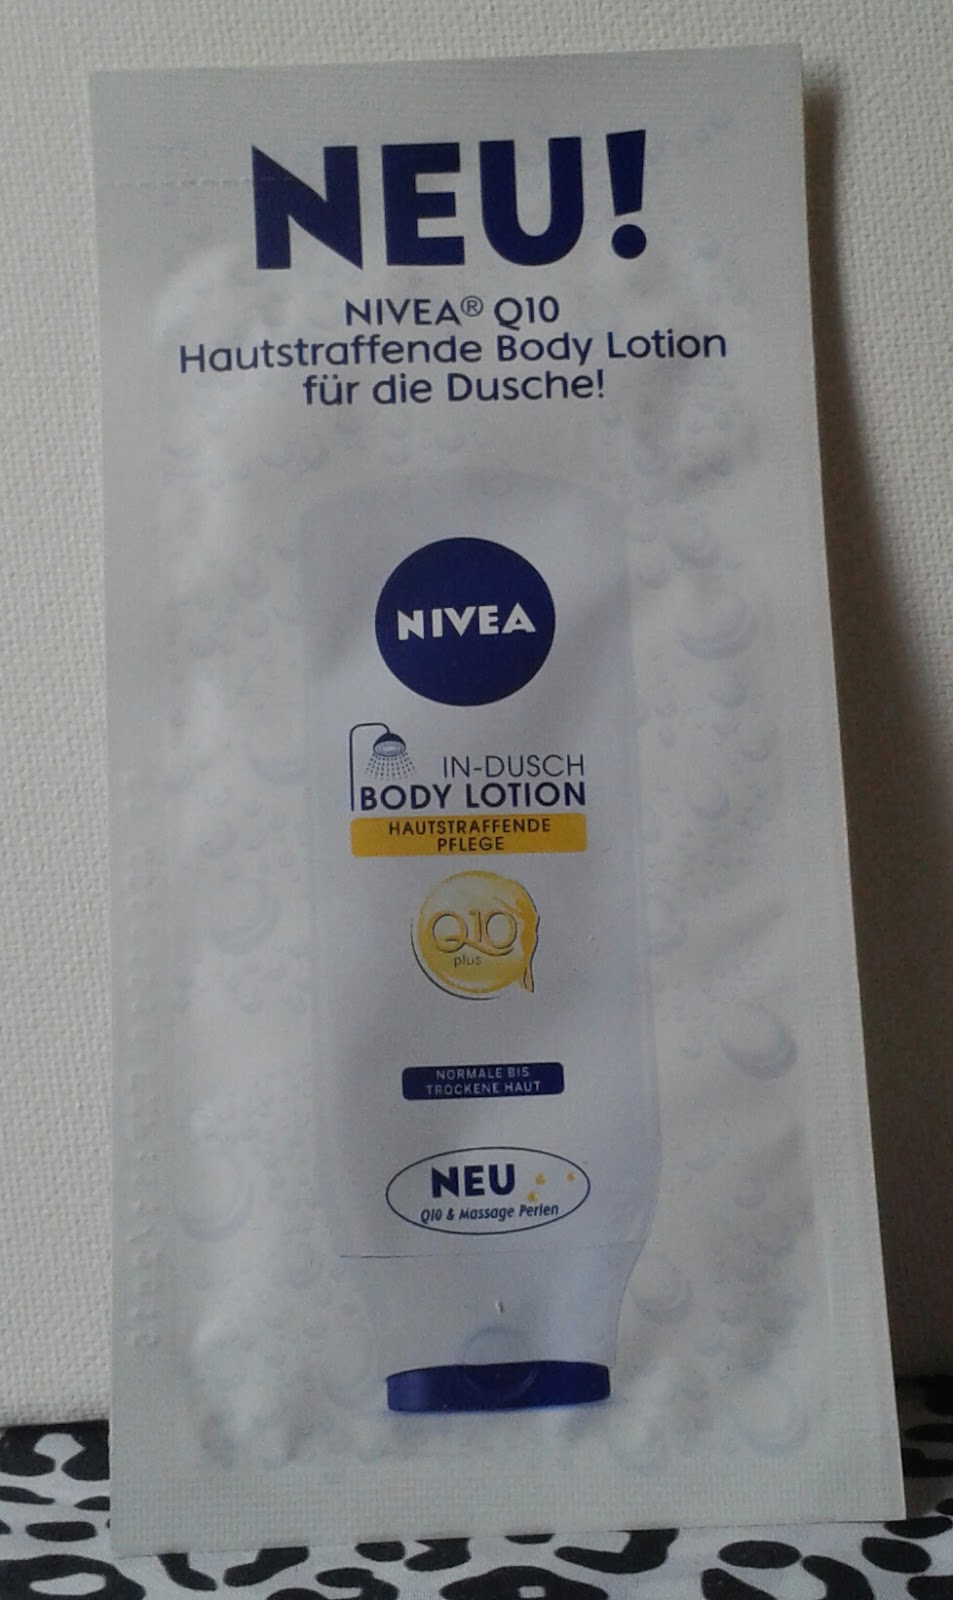 NEU!
NIVEA® Q10
Hautstraffende Body Lotion
für die Dusche!
NIVEA
IN-DUSCH
BODY LOTION
HAUTSTRAFFENDE
PFLEGE
Q10
plus
NORMALE BIS
TROCKENE HAUT
NEU
Q10 & Massage Perlen